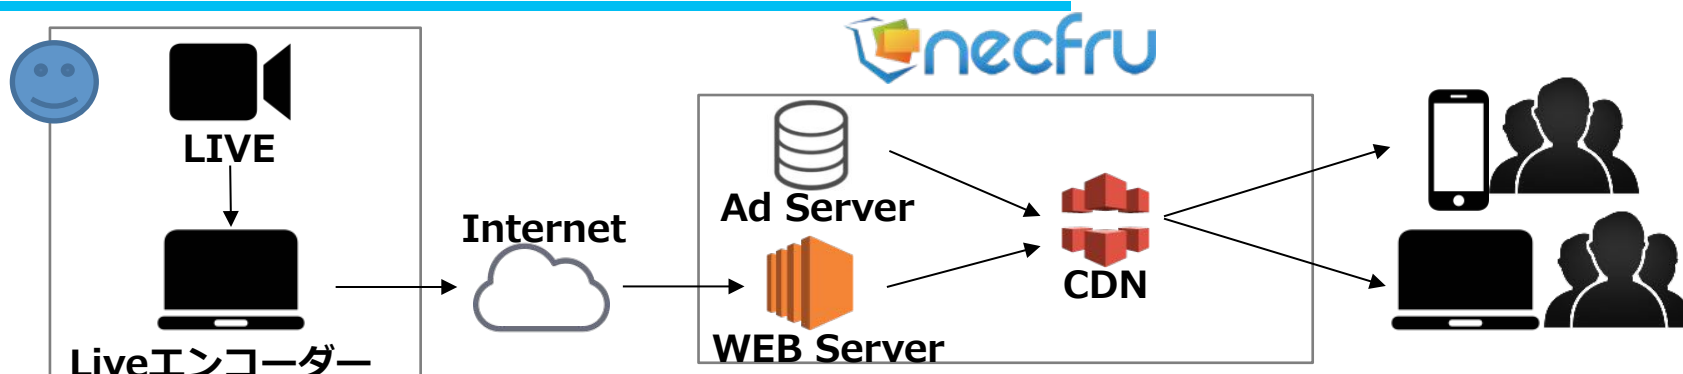 necfru
LIVE
Ad Server
Internet
CDN
WEB Server
Liveエンコーダー